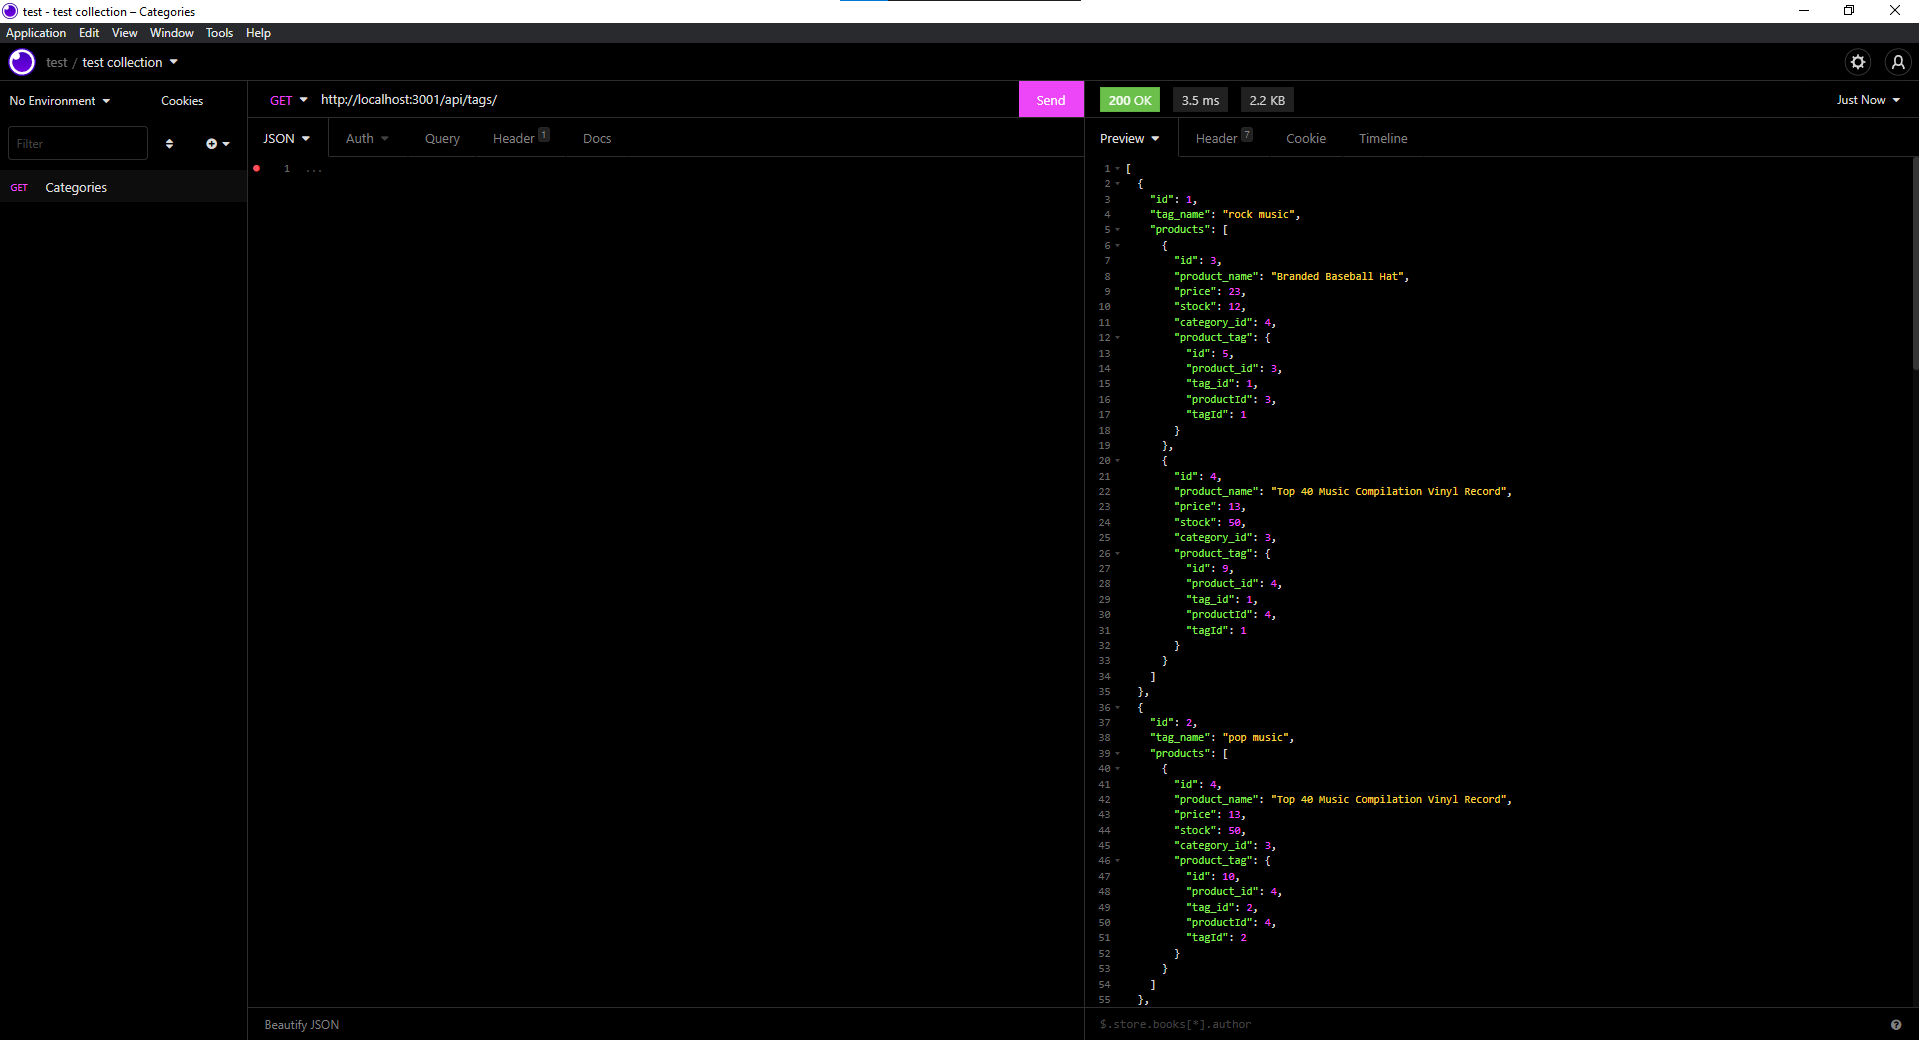 test - test collection – Categories
Application Edit View Window Tools Help
test / test collection
No Environment Cookies
GET http://localhost:3001/api/tags/ Send
200 OK 3.5 ms 2.2 KB Just Now
Filter
JSON Auth Query Header 1 Docs
Preview Header 7 Cookie Timeline
GET Categories
1 ...
1 [
2 {
3 "id": 1,
4 "tag_name": "rock music",
5 "products": [
6 {
7 "id": 3,
8 "product_name": "Branded Baseball Hat",
9 "price": 23,
10 "stock": 12,
11 "category_id": 4,
12 "product_tag": {
13 "id": 5,
14 "product_id": 3,
15 "tag_id": 1,
16 "productId": 3,
17 "tagId": 1
18 }
19 },
20 {
21 "id": 4,
22 "product_name": "Top 40 Music Compilation Vinyl Record",
23 "price": 13,
24 "stock": 50,
25 "category_id": 3,
26 "product_tag": {
27 "id": 9,
28 "product_id": 4,
29 "tag_id": 1,
30 "productId": 4,
31 "tagId": 1
32 }
33 }
34 ]
35 },
36 {
37 "id": 2,
38 "tag_name": "pop music",
39 "products": [
40 {
41 "id": 4,
42 "product_name": "Top 40 Music Compilation Vinyl Record",
43 "price": 13,
44 "stock": 50,
45 "category_id": 3,
46 "product_tag": {
47 "id": 10,
48 "product_id": 4,
49 "tag_id": 2,
50 "productId": 4,
51 "tagId": 2
52 }
53 }
54 ]
55 },
Beautify JSON
$.store.books[*].author